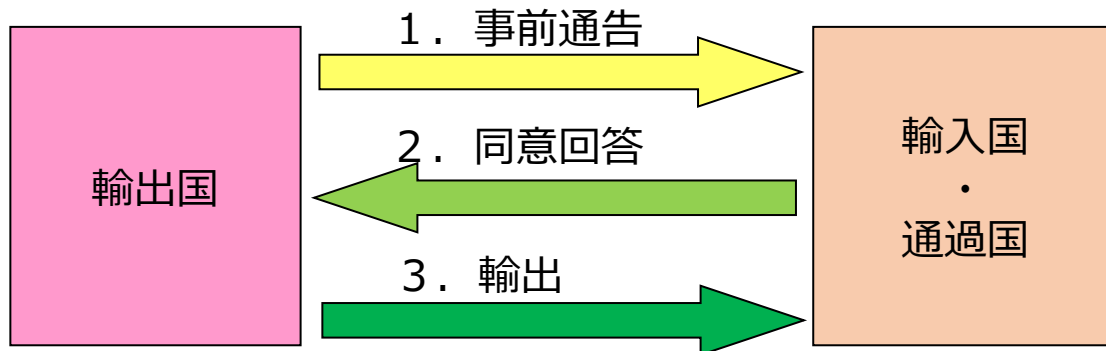 1. 事前通告
輸出国
2. 同意回答
輸入国
・
通過国
3. 輸出